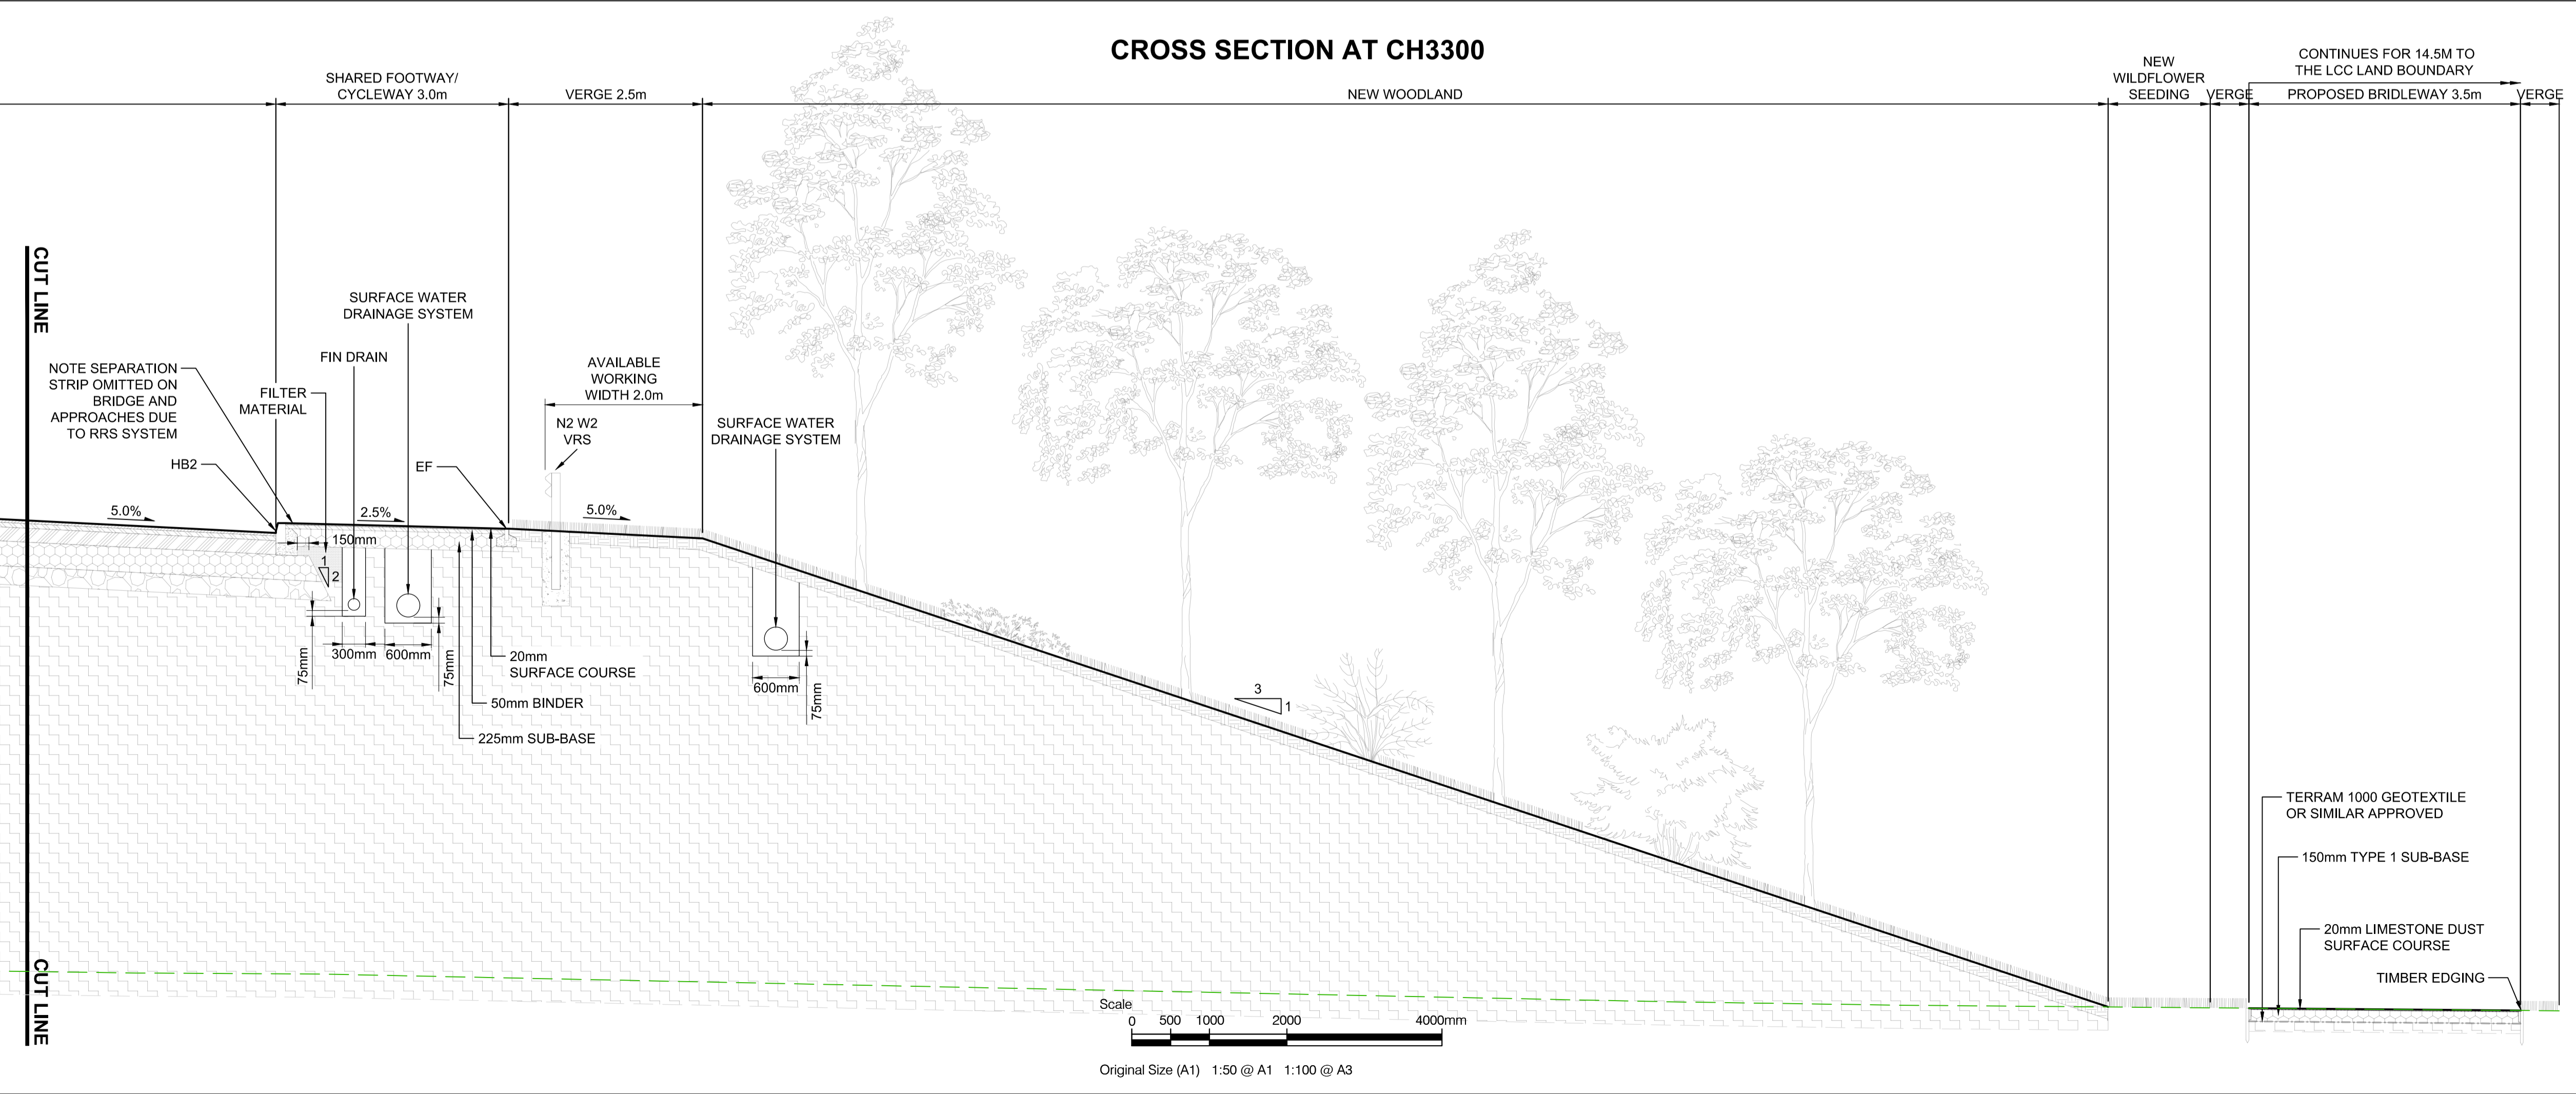 CROSS SECTION AT CH3300
SHARED FOOTWAY/
CYCLEWAY 3.0m
VERGE 2.5m
NEW WOODLAND
NEW
WILDFLOWER
SEEDING
VERGE
CONTINUES FOR 14.5M TO
THE LCC LAND BOUNDARY
PROPOSED BRIDLEWAY 3.5m
VERGE
CUT LINE
SURFACE WATER
DRAINAGE SYSTEM
FIN DRAIN
NOTE SEPARATION
STRIP OMITTED ON
BRIDGE AND
APPROACHES DUE
TO RRS SYSTEM
FILTER
MATERIAL
HB2
EF
AVAILABLE
WORKING
WIDTH 2.0m
N2 W2
VRS
SURFACE WATER
DRAINAGE SYSTEM
5.0%
2.5%
5.0%
150mm
1
2
75mm
300mm
600mm
75mm
20mm
SURFACE COURSE
50mm BINDER
225mm SUB-BASE
600mm
75mm
3
1
TERRAM 1000 GEOTEXTILE
OR SIMILAR APPROVED
150mm TYPE 1 SUB-BASE
20mm LIMESTONE DUST
SURFACE COURSE
TIMBER EDGING
CUT LINE
Scale
0 500 1000 2000 4000mm
Original Size (A1) 1:50 @ A1 1:100 @ A3